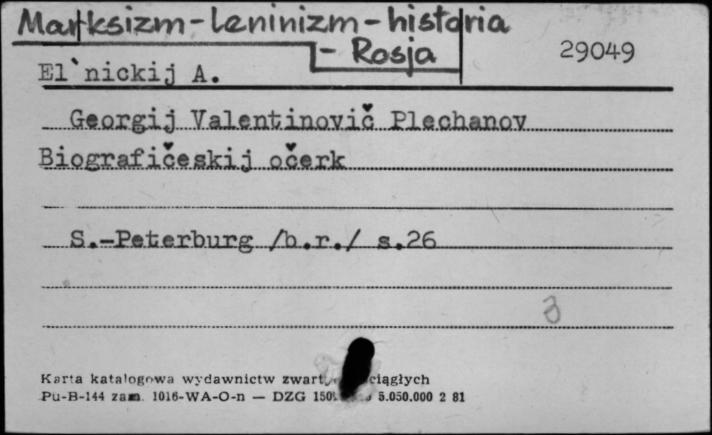 Marksizm-leninizm-historia
- Rosja
29049
El`nickij A.
Georgij Valentinovič Plechanov
Biografičeskij očerk
S.-Peterburg /b.r./ s.26
Karta katalogowa wydawnictw ciągłych
Pu-B-144 zam. 1016-WA-O-n — DZG 5.050.000 2 81